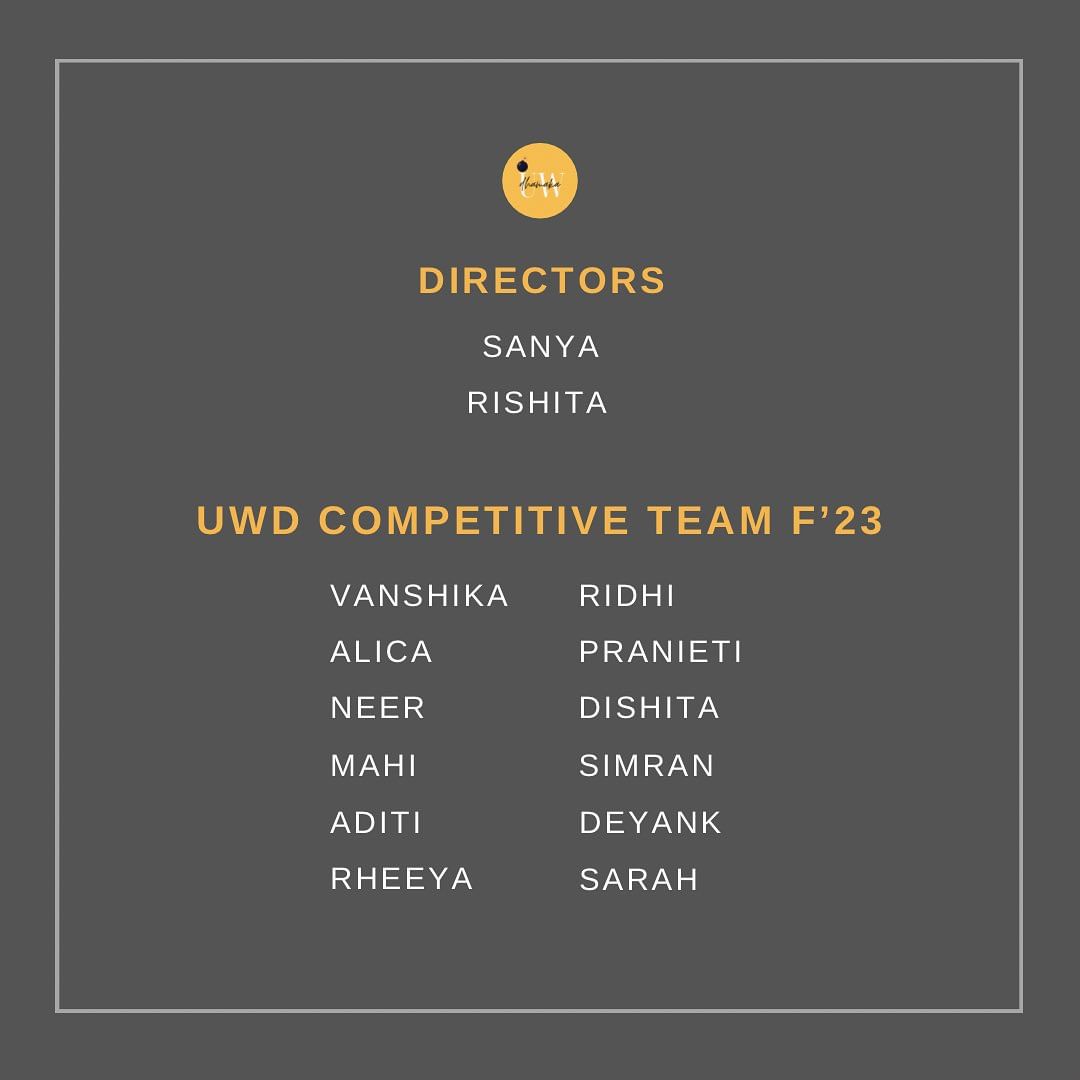 UW
dhamaka
DIRECTORS
SANYA
RISHITA
UWD COMPETITIVE TEAM F’23
VANSHIKA
ALICA
NEER
MAHI
ADITI
RHEEYA
RIDHI
PRANIETI
DISHITA
SIMRAN
DEYANK
SARAH